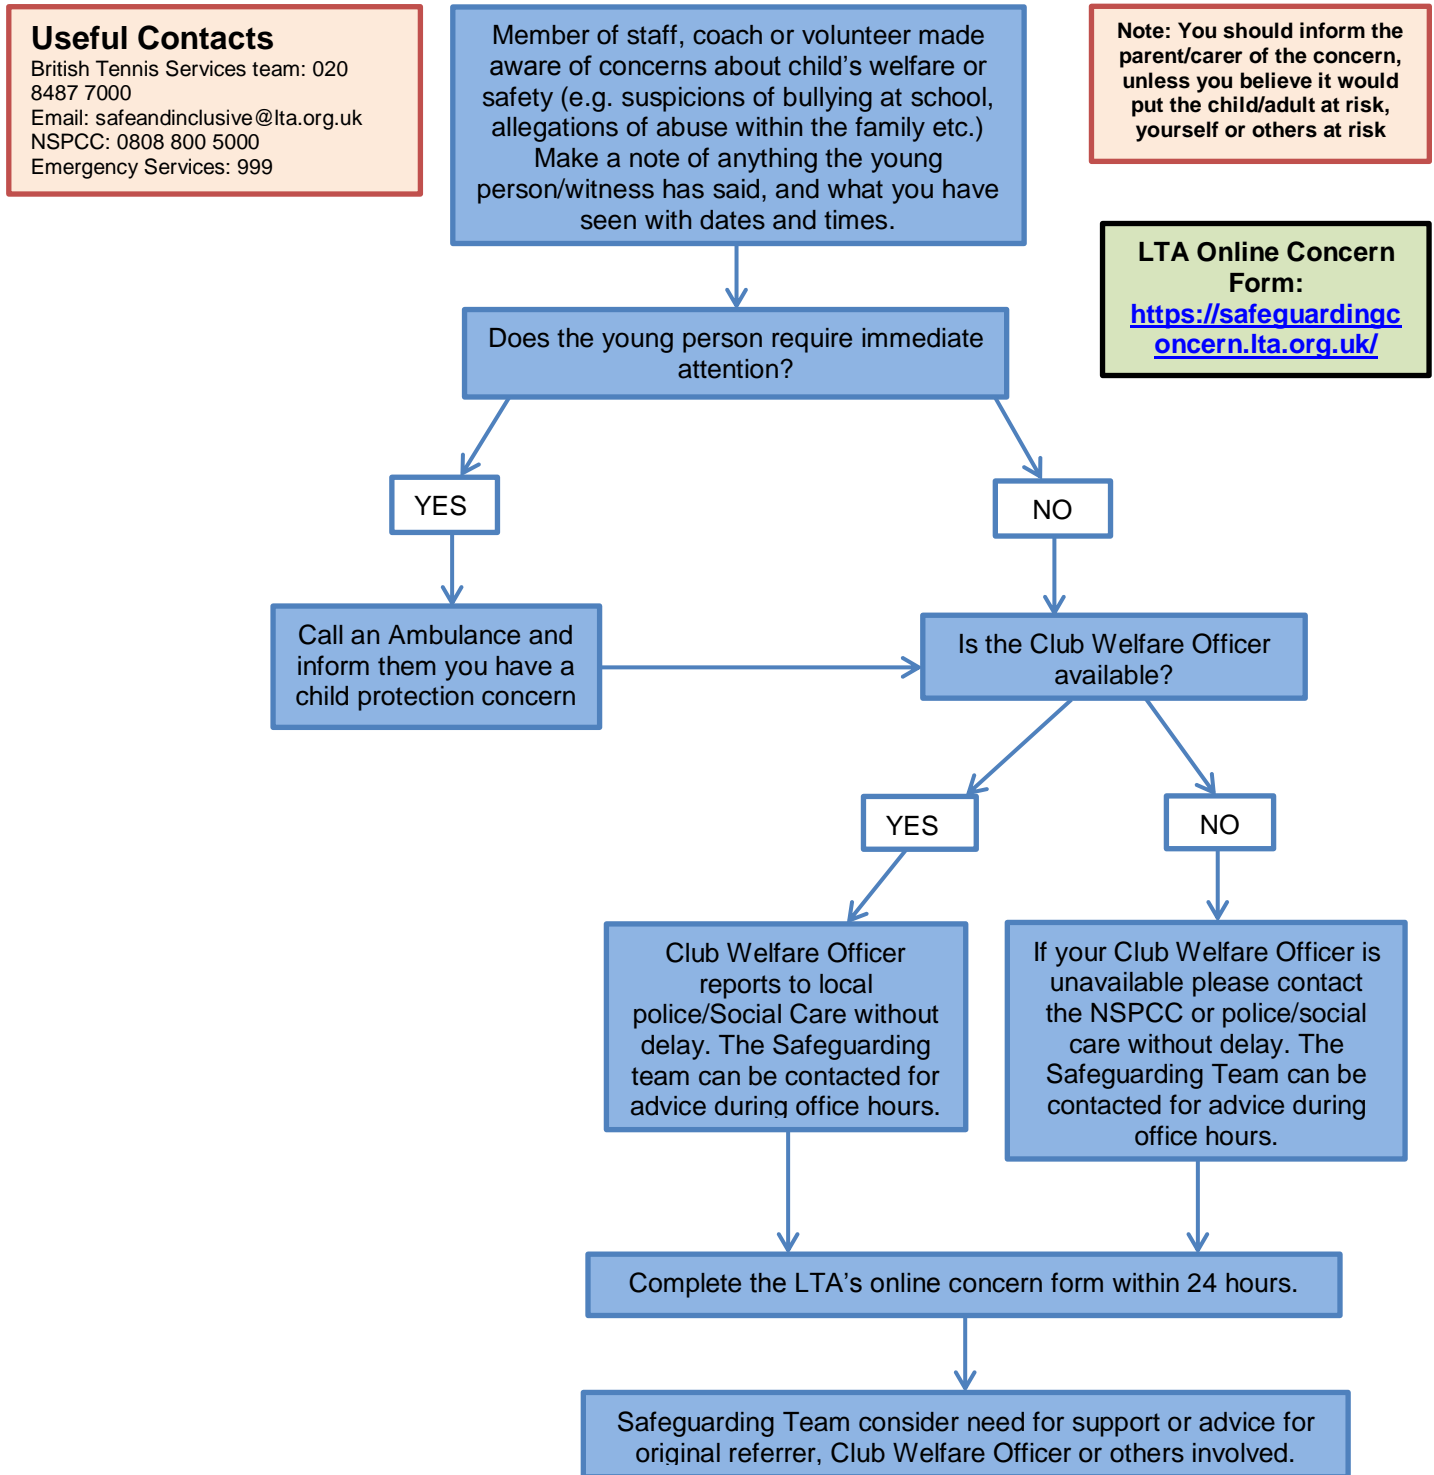 Useful Contacts
British Tennis Services team: 020
8487 7000
Email: safeandinclusive@lta.org.uk
NSPCC: 0808 800 5000
Emergency Services: 999
Member of staff, coach or volunteer made
aware of concerns about child's welfare or
safety (e.g. suspicions of bullying at school,
allegations of abuse within the family etc.)
Make a note of anything the young
person/witness has said, and what you have
seen with dates and times.
Note: You should inform the
parent/carer of the concern,
unless you believe it would
put the child/adult at risk,
yourself or others at risk
LTA Online Concern
Form:
https://safeguardingc
oncern.lta.org.uk/
Does the young person require immediate
attention?
YES
NO
Call an Ambulance and
inform them you have a
child protection concern
Is the Club Welfare Officer
available?
YES
NO
Club Welfare Officer
reports to local
police/Social Care without
delay. The Safeguarding
team can be contacted for
advice during office hours.
If your Club Welfare Officer is
unavailable please contact
the NSPCC or police/social
care without delay. The
Safeguarding Team can be
contacted for advice during
office hours.
Complete the LTA's online concern form within 24 hours.
Safeguarding Team consider need for support or advice for
original referrer, Club Welfare Officer or others involved.